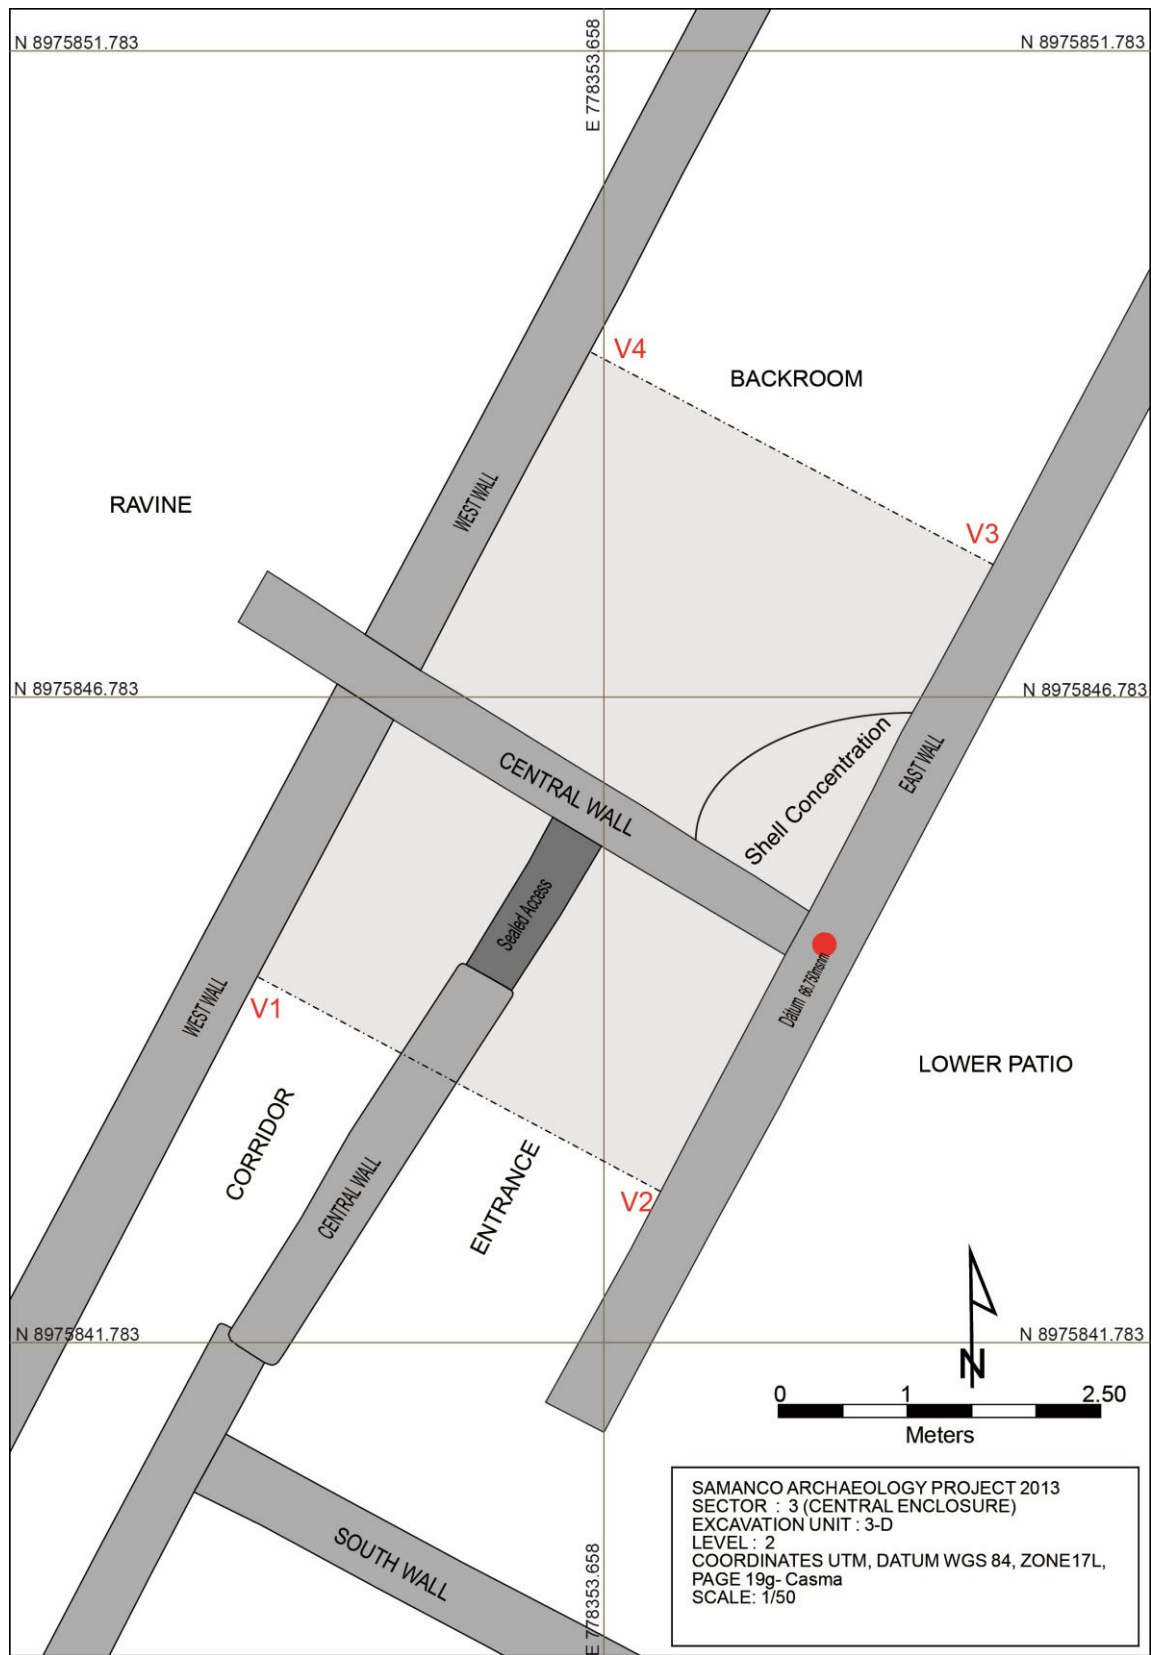 N 8975851.783
E 778353.658
N 8975851.783
V4
BACKROOM
WEST WALL
RAVINE
V3
N 8975846.783
N 8975846.783
CENTRAL WALL
Shell Concentration
EAST WALL
Sealed Access
Dátum 66.750msnm
WEST WALL
V1
LOWER PATIO
CORRIDOR
CENTRAL WALL
ENTRANCE
V2
N 8975841.783
N 8975841.783
N
0 1 2.50
Meters
SOUTH WALL
E 778353.658
SAMANCO ARCHAEOLOGY PROJECT 2013
SECTOR : 3 (CENTRAL ENCLOSURE)
EXCAVATION UNIT : 3-D
LEVEL : 2
COORDINATES UTM, DATUM WGS 84, ZONE17L,
PAGE 19g- Casma
SCALE: 1/50